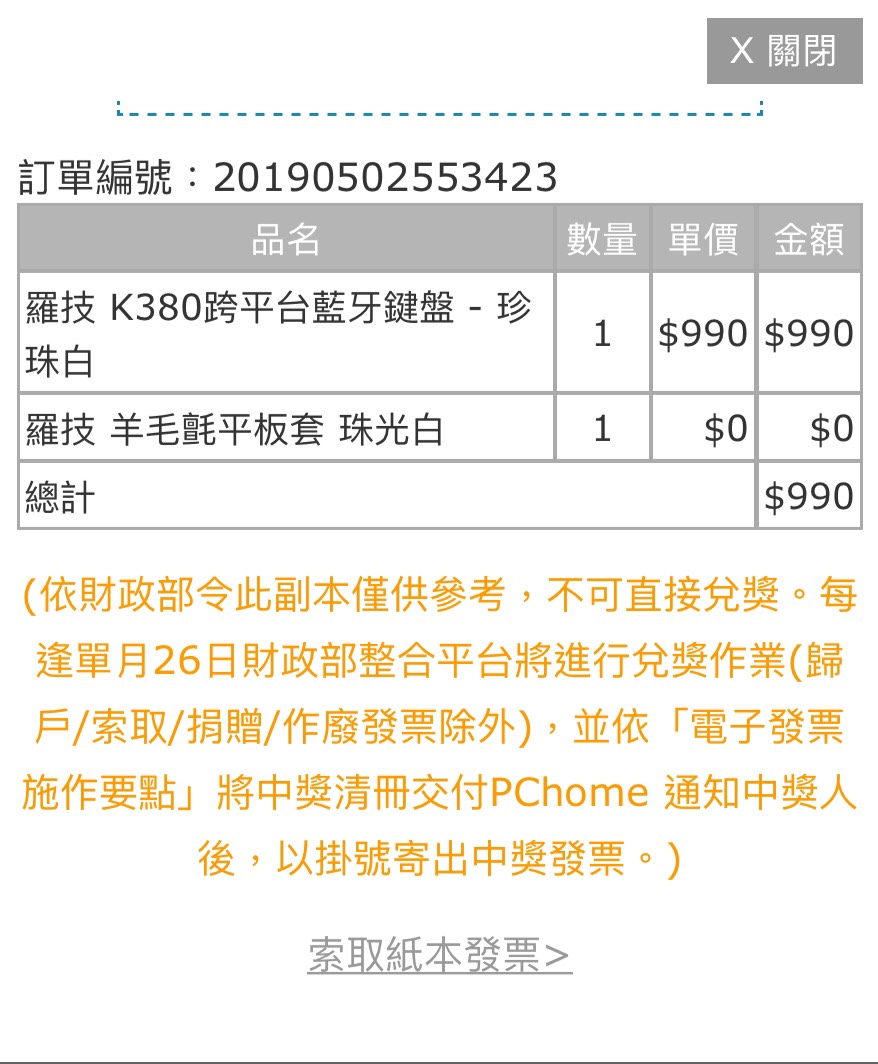 X 關閉
訂單編號：20190502553423
品名 數量 單價 金額
羅技 K380跨平台藍牙鍵盤 - 珍
珠白 1 $990 $990
羅技 羊毛氈平板套 珠光白 1 $0 $0
總計 $990
(依財政部令此副本僅供參考，不可直接兌獎。每
逢單月26日財政部整合平台將進行兌獎作業(歸
戶/索取/捐贈/作廢發票除外)，並依「電子發票
施作要點」將中獎清冊交付PChome 通知中獎人
後，以掛號寄出中獎發票。)
索取紙本發票>